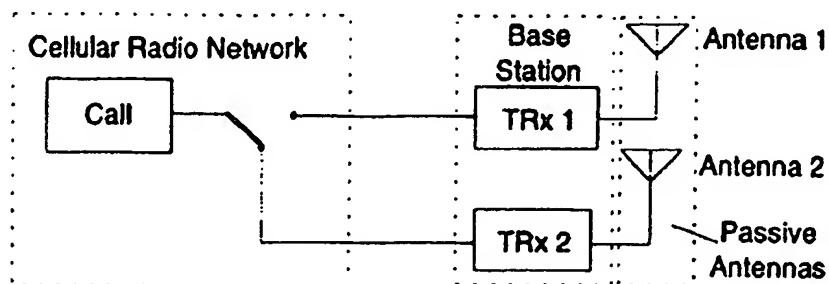 Cellular Radio Network
Call
Base
Station
TRx 1
TRx 2
Antenna 1
Antenna 2
Passive
Antennas